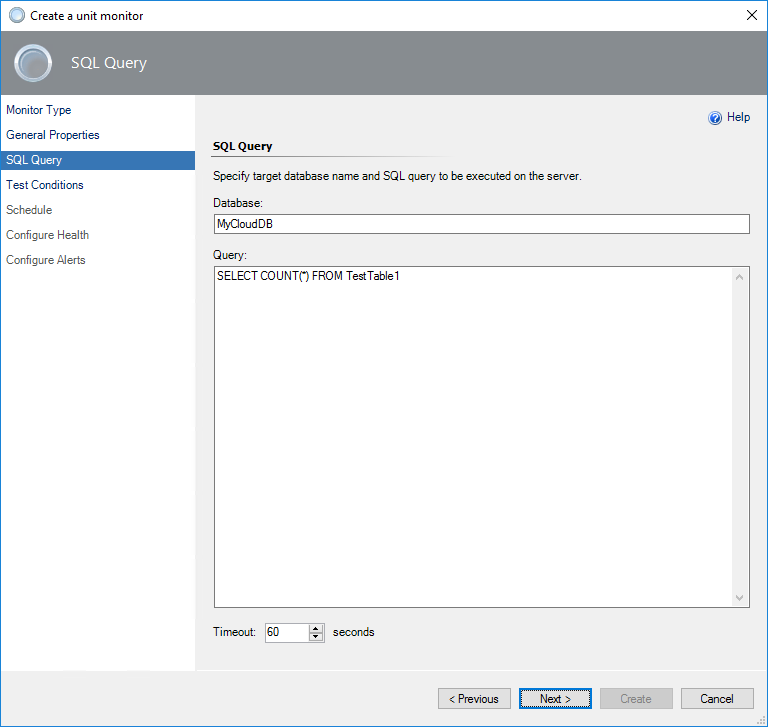 Create a unit monitor
SQL Query
Monitor Type
General Properties
SQL Query
Test Conditions
Schedule
Configure Health
Configure Alerts
Help
SQL Query
Specify target database name and SQL query to be executed on the server.
Database:
MyCloudDB
Query:
SELECT COUNT(*) FROM TestTable1
Timeout: 60 seconds
< Previous Next > Create Cancel